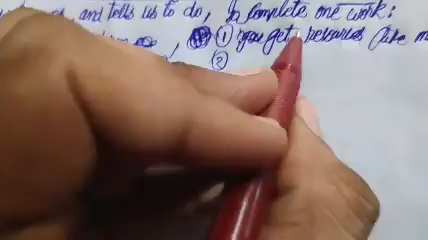 and tells us to do, to complete one work:
, ① you get resources (like m
②